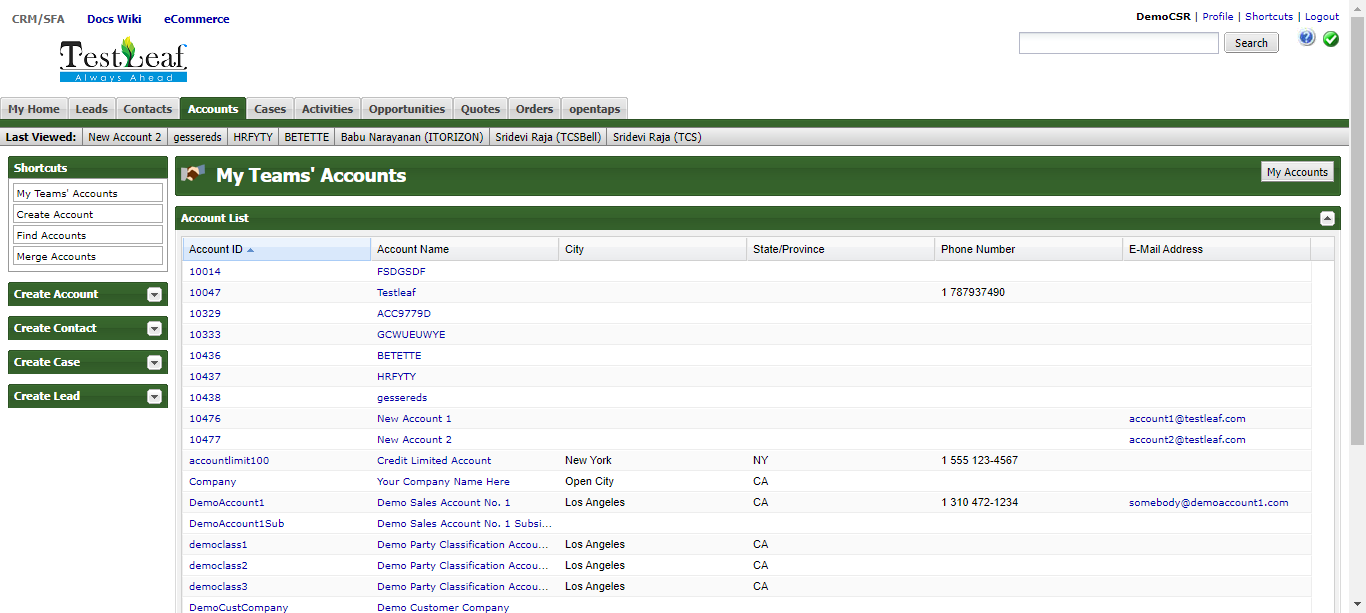 CRM/SFA Docs Wiki eCommerce
DemoCSR | Profile | Shortcuts | Logout
TestLeaf
Always Ahead
Search
My Home Leads Contacts Accounts Cases Activities Opportunities Quotes Orders opentaps
Last Viewed: New Account 2 gessereds HRFYTY BETETTE Babu Narayanan (ITORIZON) Sridevi Raja (TCSBell) Sridevi Raja (TCS)
Shortcuts
My Teams' Accounts
Create Account
Find Accounts
Merge Accounts
Create Account
Create Contact
Create Case
Create Lead
My Teams' Accounts
My Accounts
Account List
Account ID Account Name City State/Province Phone Number E-Mail Address
10014 FSDGSDF
10047 Testleaf 1 787937490
10329 ACC9779D
10333 GCWUEUWYE
10436 BETETTE
10437 HRFYTY
10438 gessereds
10476 New Account 1 account1@testleaf.com
10477 New Account 2 account2@testleaf.com
accountlimit100 Credit Limited Account New York NY 1 555 123-4567
Company Your Company Name Here Open City CA
DemoAccount1 Demo Sales Account No. 1 Los Angeles CA 1 310 472-1234 somebody@demoaccount1.com
DemoAccount1Sub Demo Sales Account No. 1 Subsi...
democlass1 Demo Party Classification Accou... Los Angeles CA
democlass2 Demo Party Classification Accou... Los Angeles CA
democlass3 Demo Party Classification Accou... Los Angeles CA
DemoCustCompany Demo Customer Company